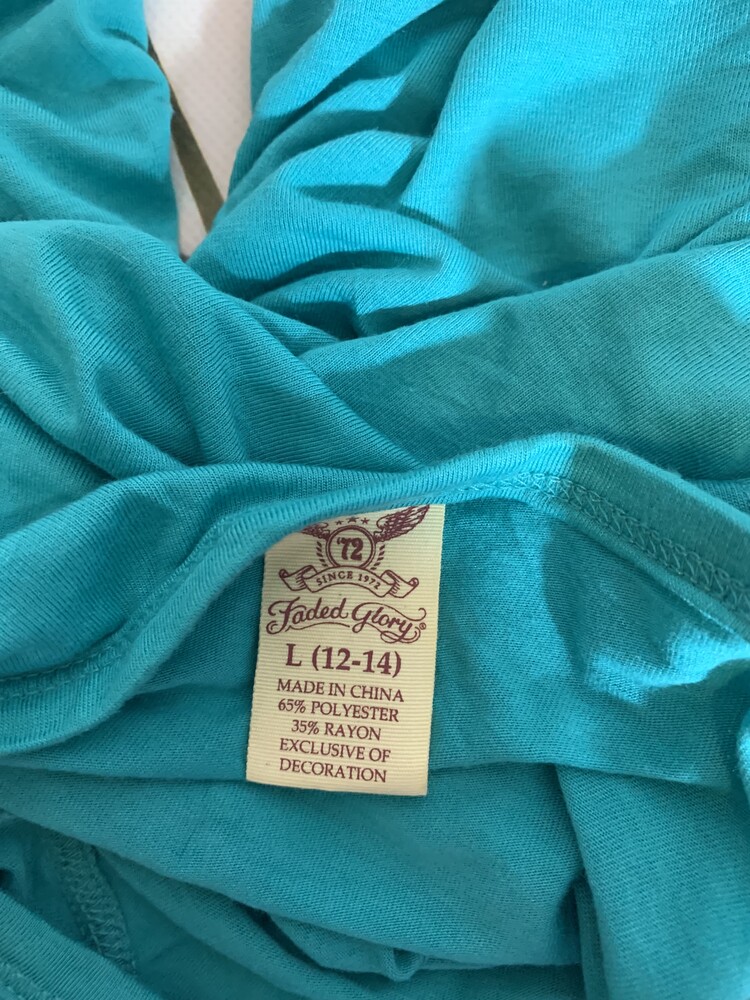 '72
SINCE 1972
Faded Glory®
L (12-14)
MADE IN CHINA
65% POLYESTER
35% RAYON
EXCLUSIVE OF
DECORATION